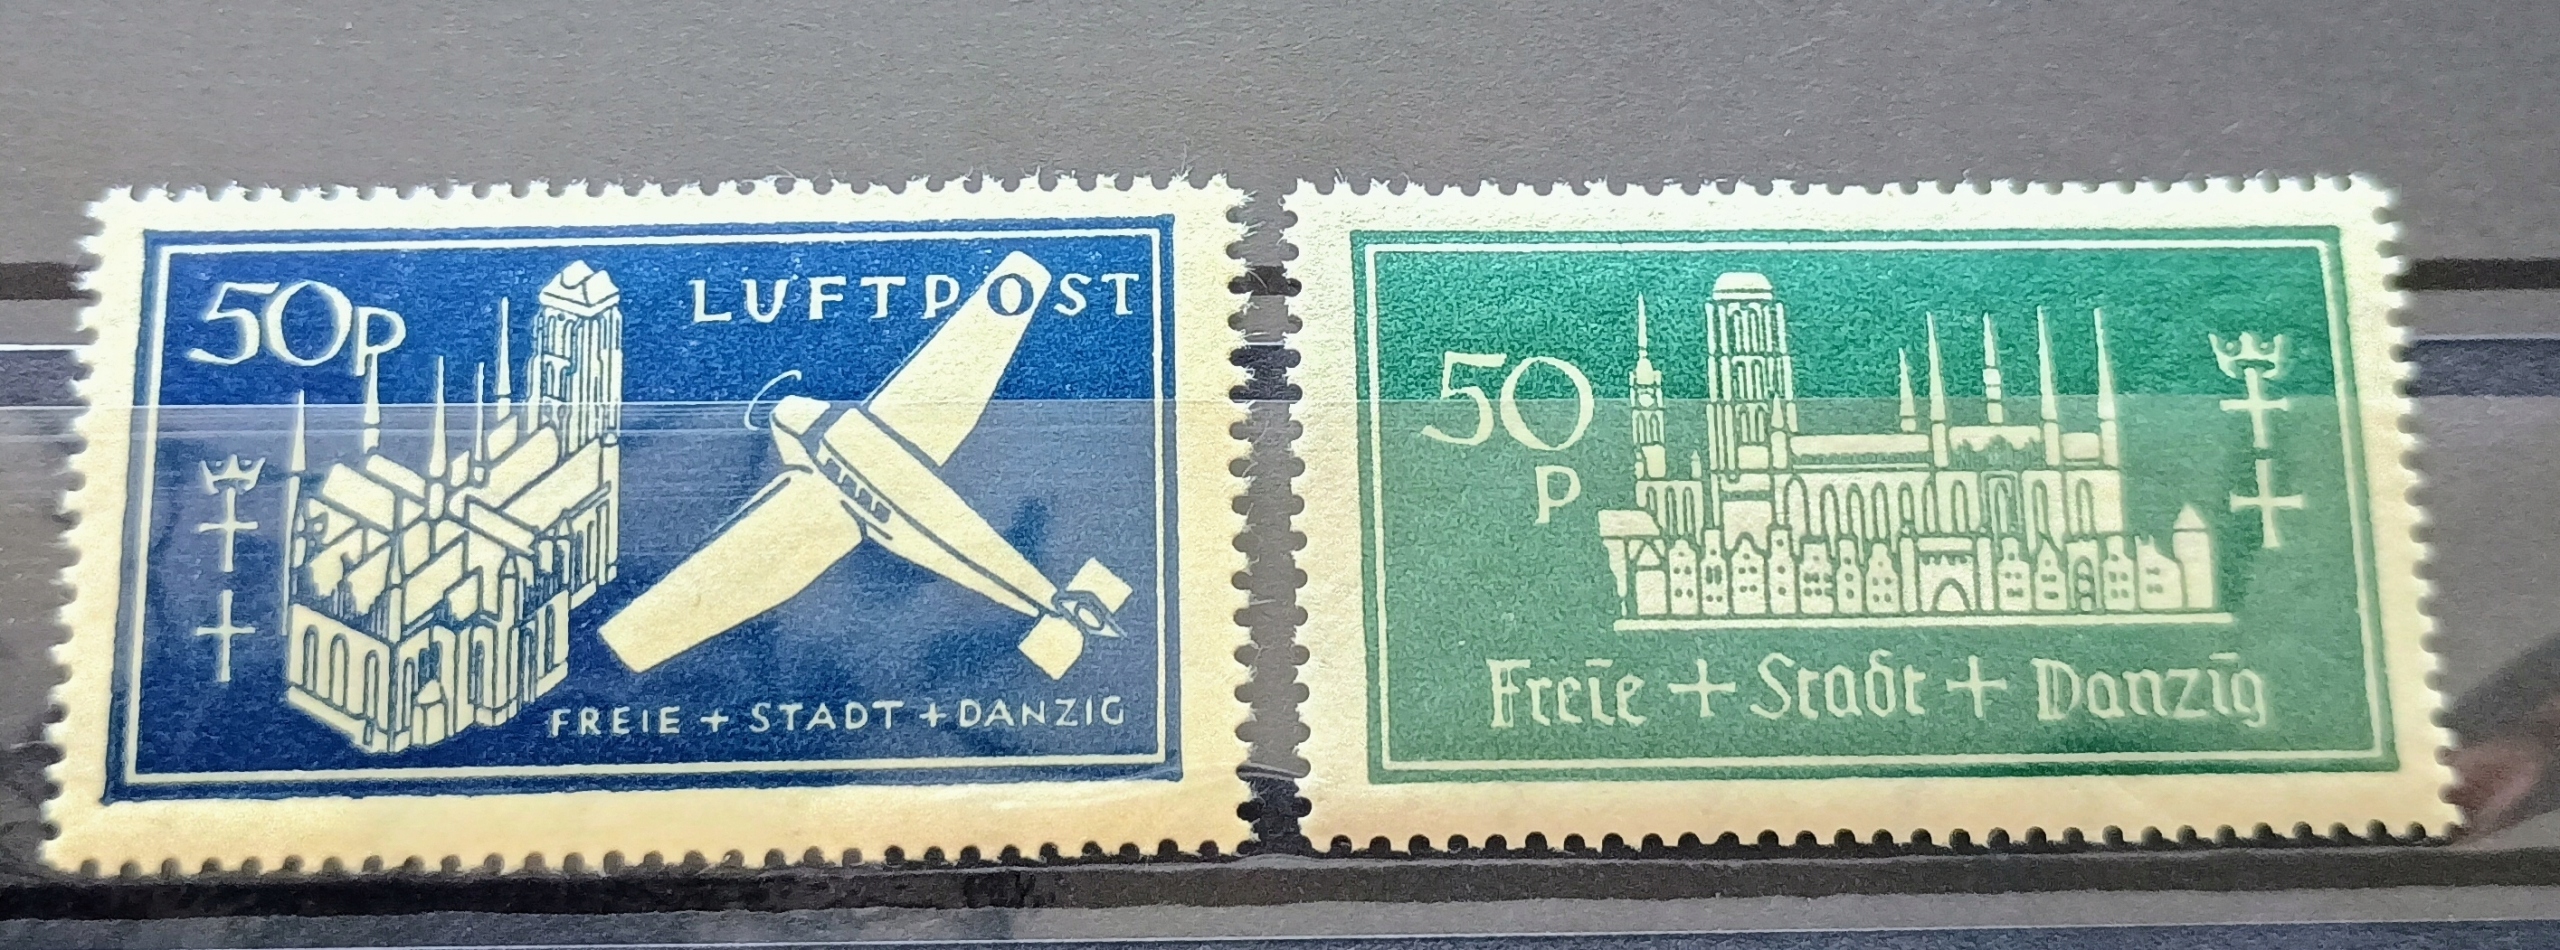 50P
LUFTPOST
FREIE + STADT + DANZIG
50
P
Freie + Stadt + Danzig